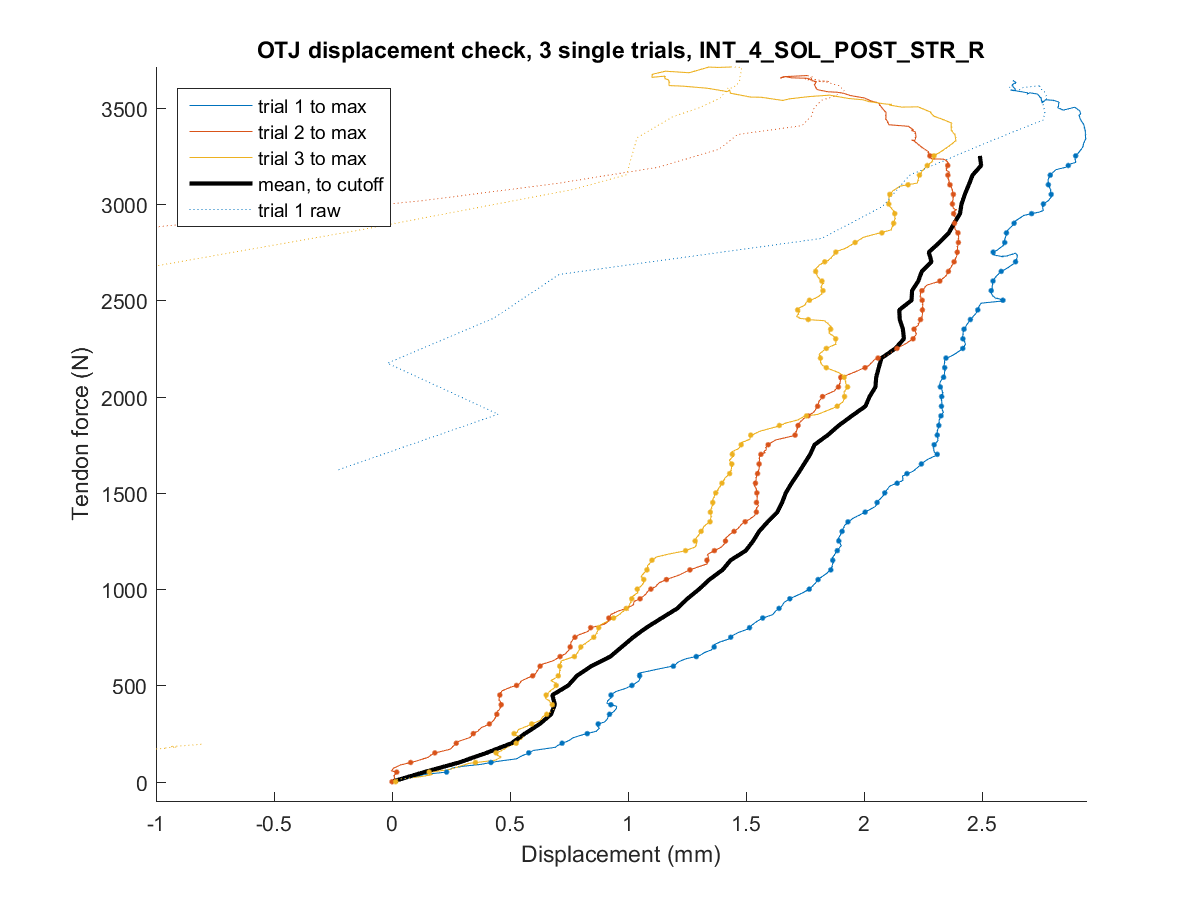 OTJ displacement check, 3 single trials, INT_4_SOL_POST_STR_R
trial 1 to max
trial 2 to max
trial 3 to max
mean, to cutoff
trial 1 raw
Tendon force (N)
3500
3000
2500
2000
1500
1000
500
0
-1
-0.5
0
0.5
1
1.5
2
2.5
Displacement (mm)